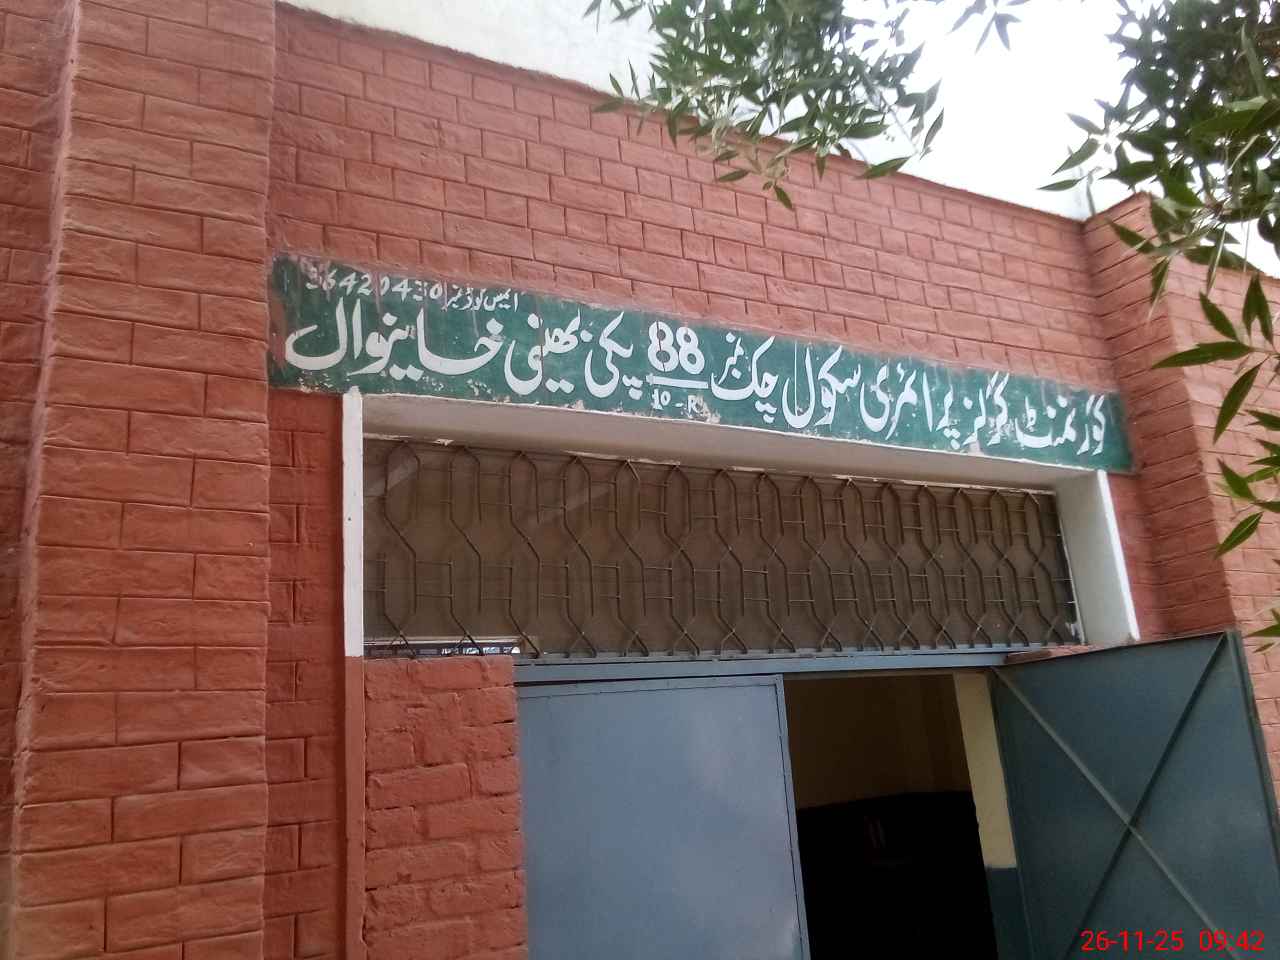 ایمیس کوڈ نمبر 36420430
گورنمنٹ گرلز پرائمری سکول چک نمبر 88 پکی بھینی خانیوال
10-R
26-11-25 09:42